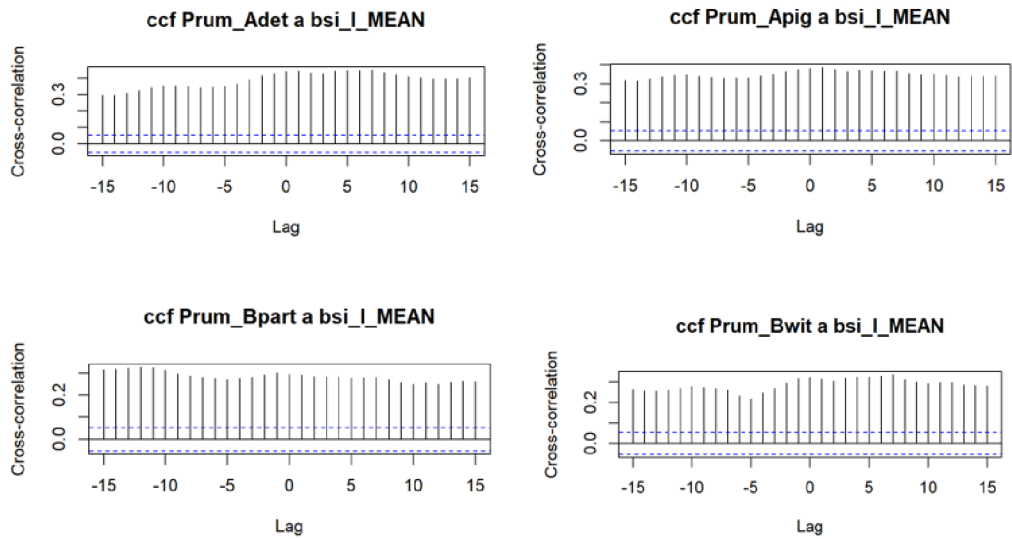 ccf Prum_Adet a bsi_I_MEAN
Cross-correlation
0.3
0.0
-15 -10 -5 0 5 10 15
Lag
ccf Prum_Apig a bsi_I_MEAN
Cross-correlation
0.3
0.0
-15 -10 -5 0 5 10 15
Lag
ccf Prum_Bpart a bsi_I_MEAN
Cross-correlation
0.2
0.0
-15 -10 -5 0 5 10 15
Lag
ccf Prum_Bwit a bsi_I_MEAN
Cross-correlation
0.2
0.0
-15 -10 -5 0 5 10 15
Lag